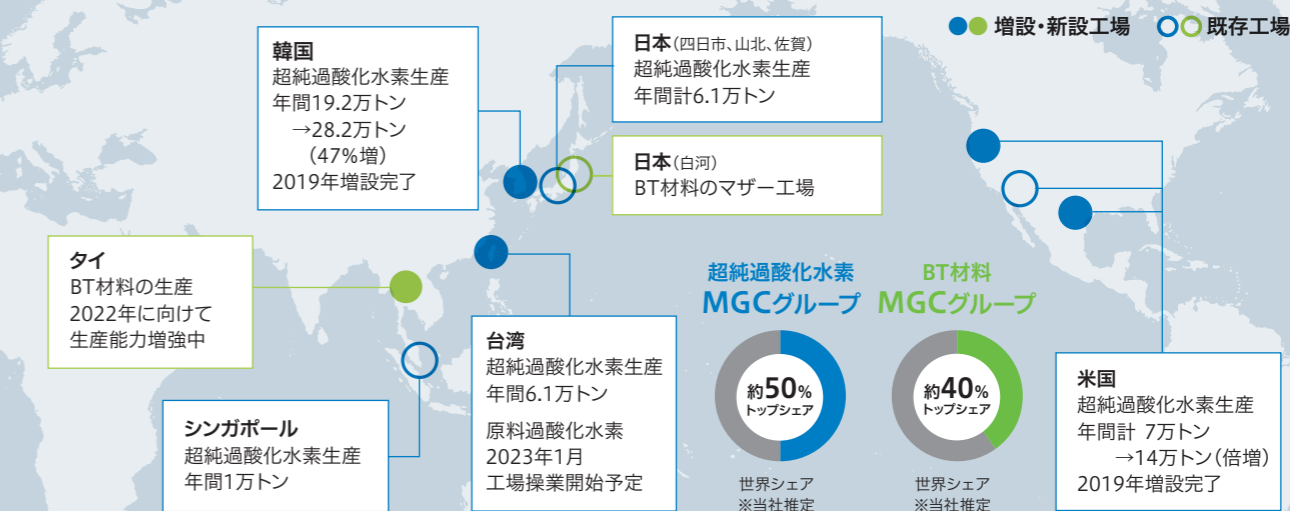 増設・新設工場 既存工場
韓国
超純過酸化水素生産
年間19.2万トン
→28.2万トン
(47%増)
2019年増設完了
日本(四日市、山北、佐賀)
超純過酸化水素生産
年間計6.1万トン
日本(白河)
BT材料のマザー工場
タイ
BT材料の生産
2022年に向けて
生産能力増強中
シンガポール
超純過酸化水素生産
年間1万トン
台湾
超純過酸化水素生産
年間6.1万トン
原料過酸化水素
2023年1月
工場操業開始予定
超純過酸化水素
MGCグループ
約50%
トップシェア
世界シェア
※当社推定
BT材料
MGCグループ
約40%
トップシェア
世界シェア
※当社推定
米国
超純過酸化水素生産
年間計 7万トン
→14万トン(倍増)
2019年増設完了